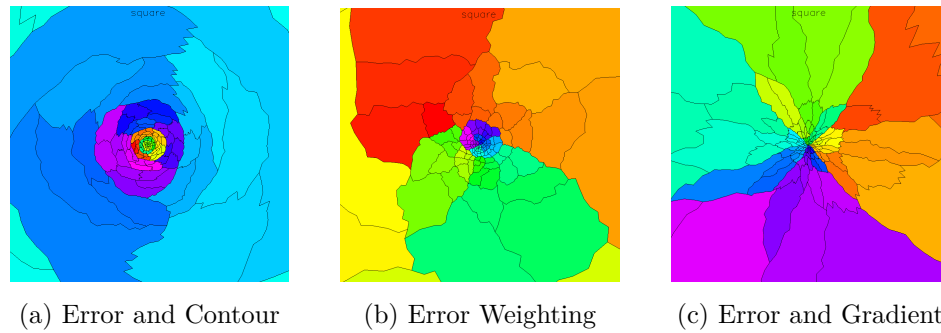 square
square
square
(a) Error and Contour
(b) Error Weighting
(c) Error and Gradient